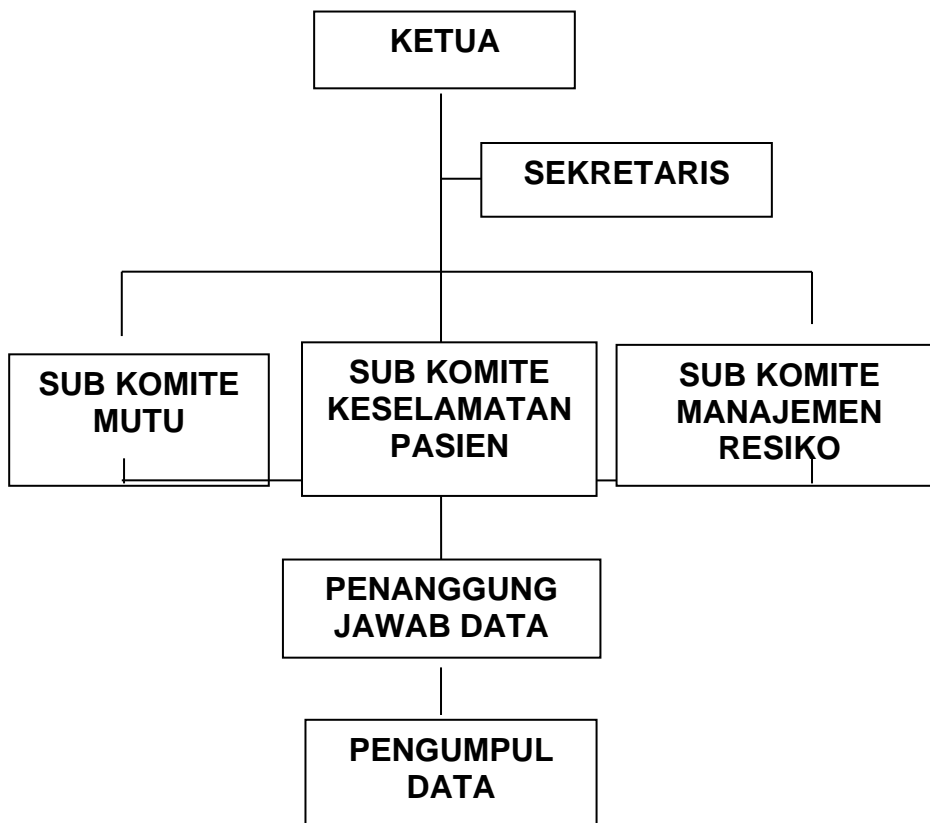 KETUA
SEKRETARIS
SUB KOMITE
MUTU
SUB KOMITE
KESELAMATAN
PASIEN
SUB KOMITE
MANAJEMEN
RESIKO
PENANGGUNG
JAWAB DATA
PENGUMPUL
DATA